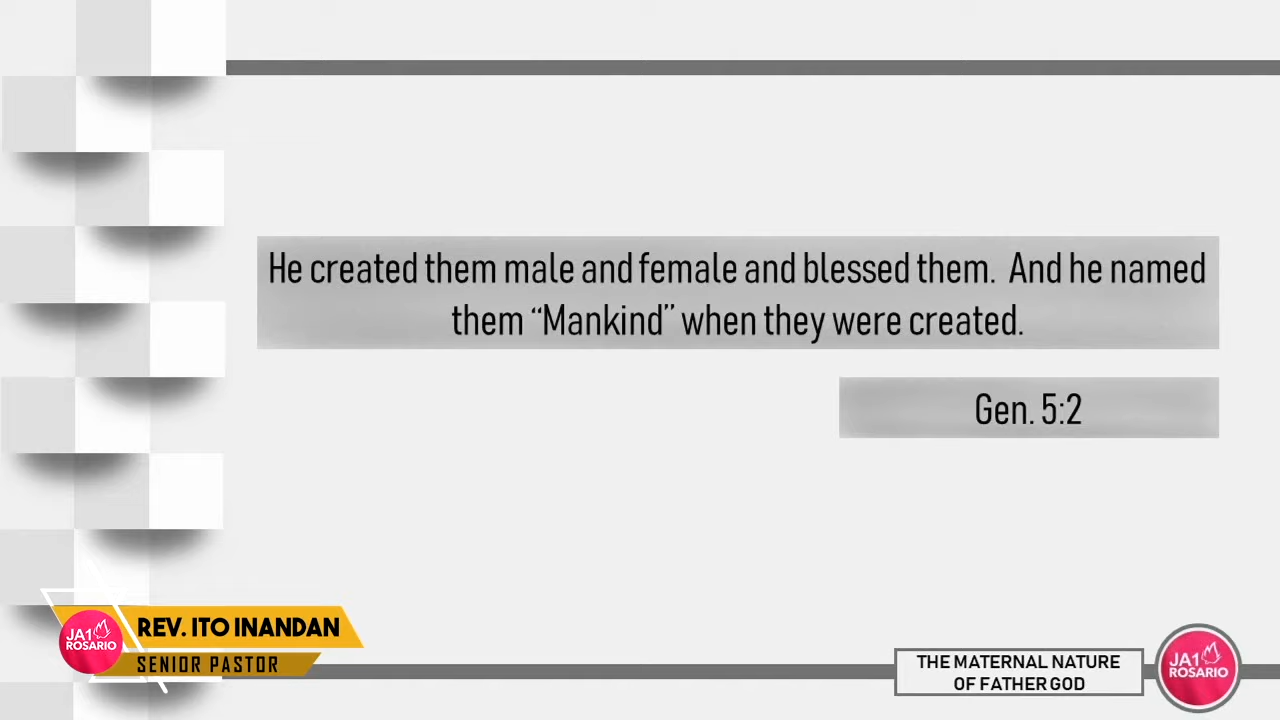 He created them male and female and blessed them.  And he named
them “Mankind” when they were created.
Gen. 5:2
JA1
ROSARIO
REV. ITO INANDAN
SENIOR PASTOR
THE MATERNAL NATURE
OF FATHER GOD
JA1
ROSARIO